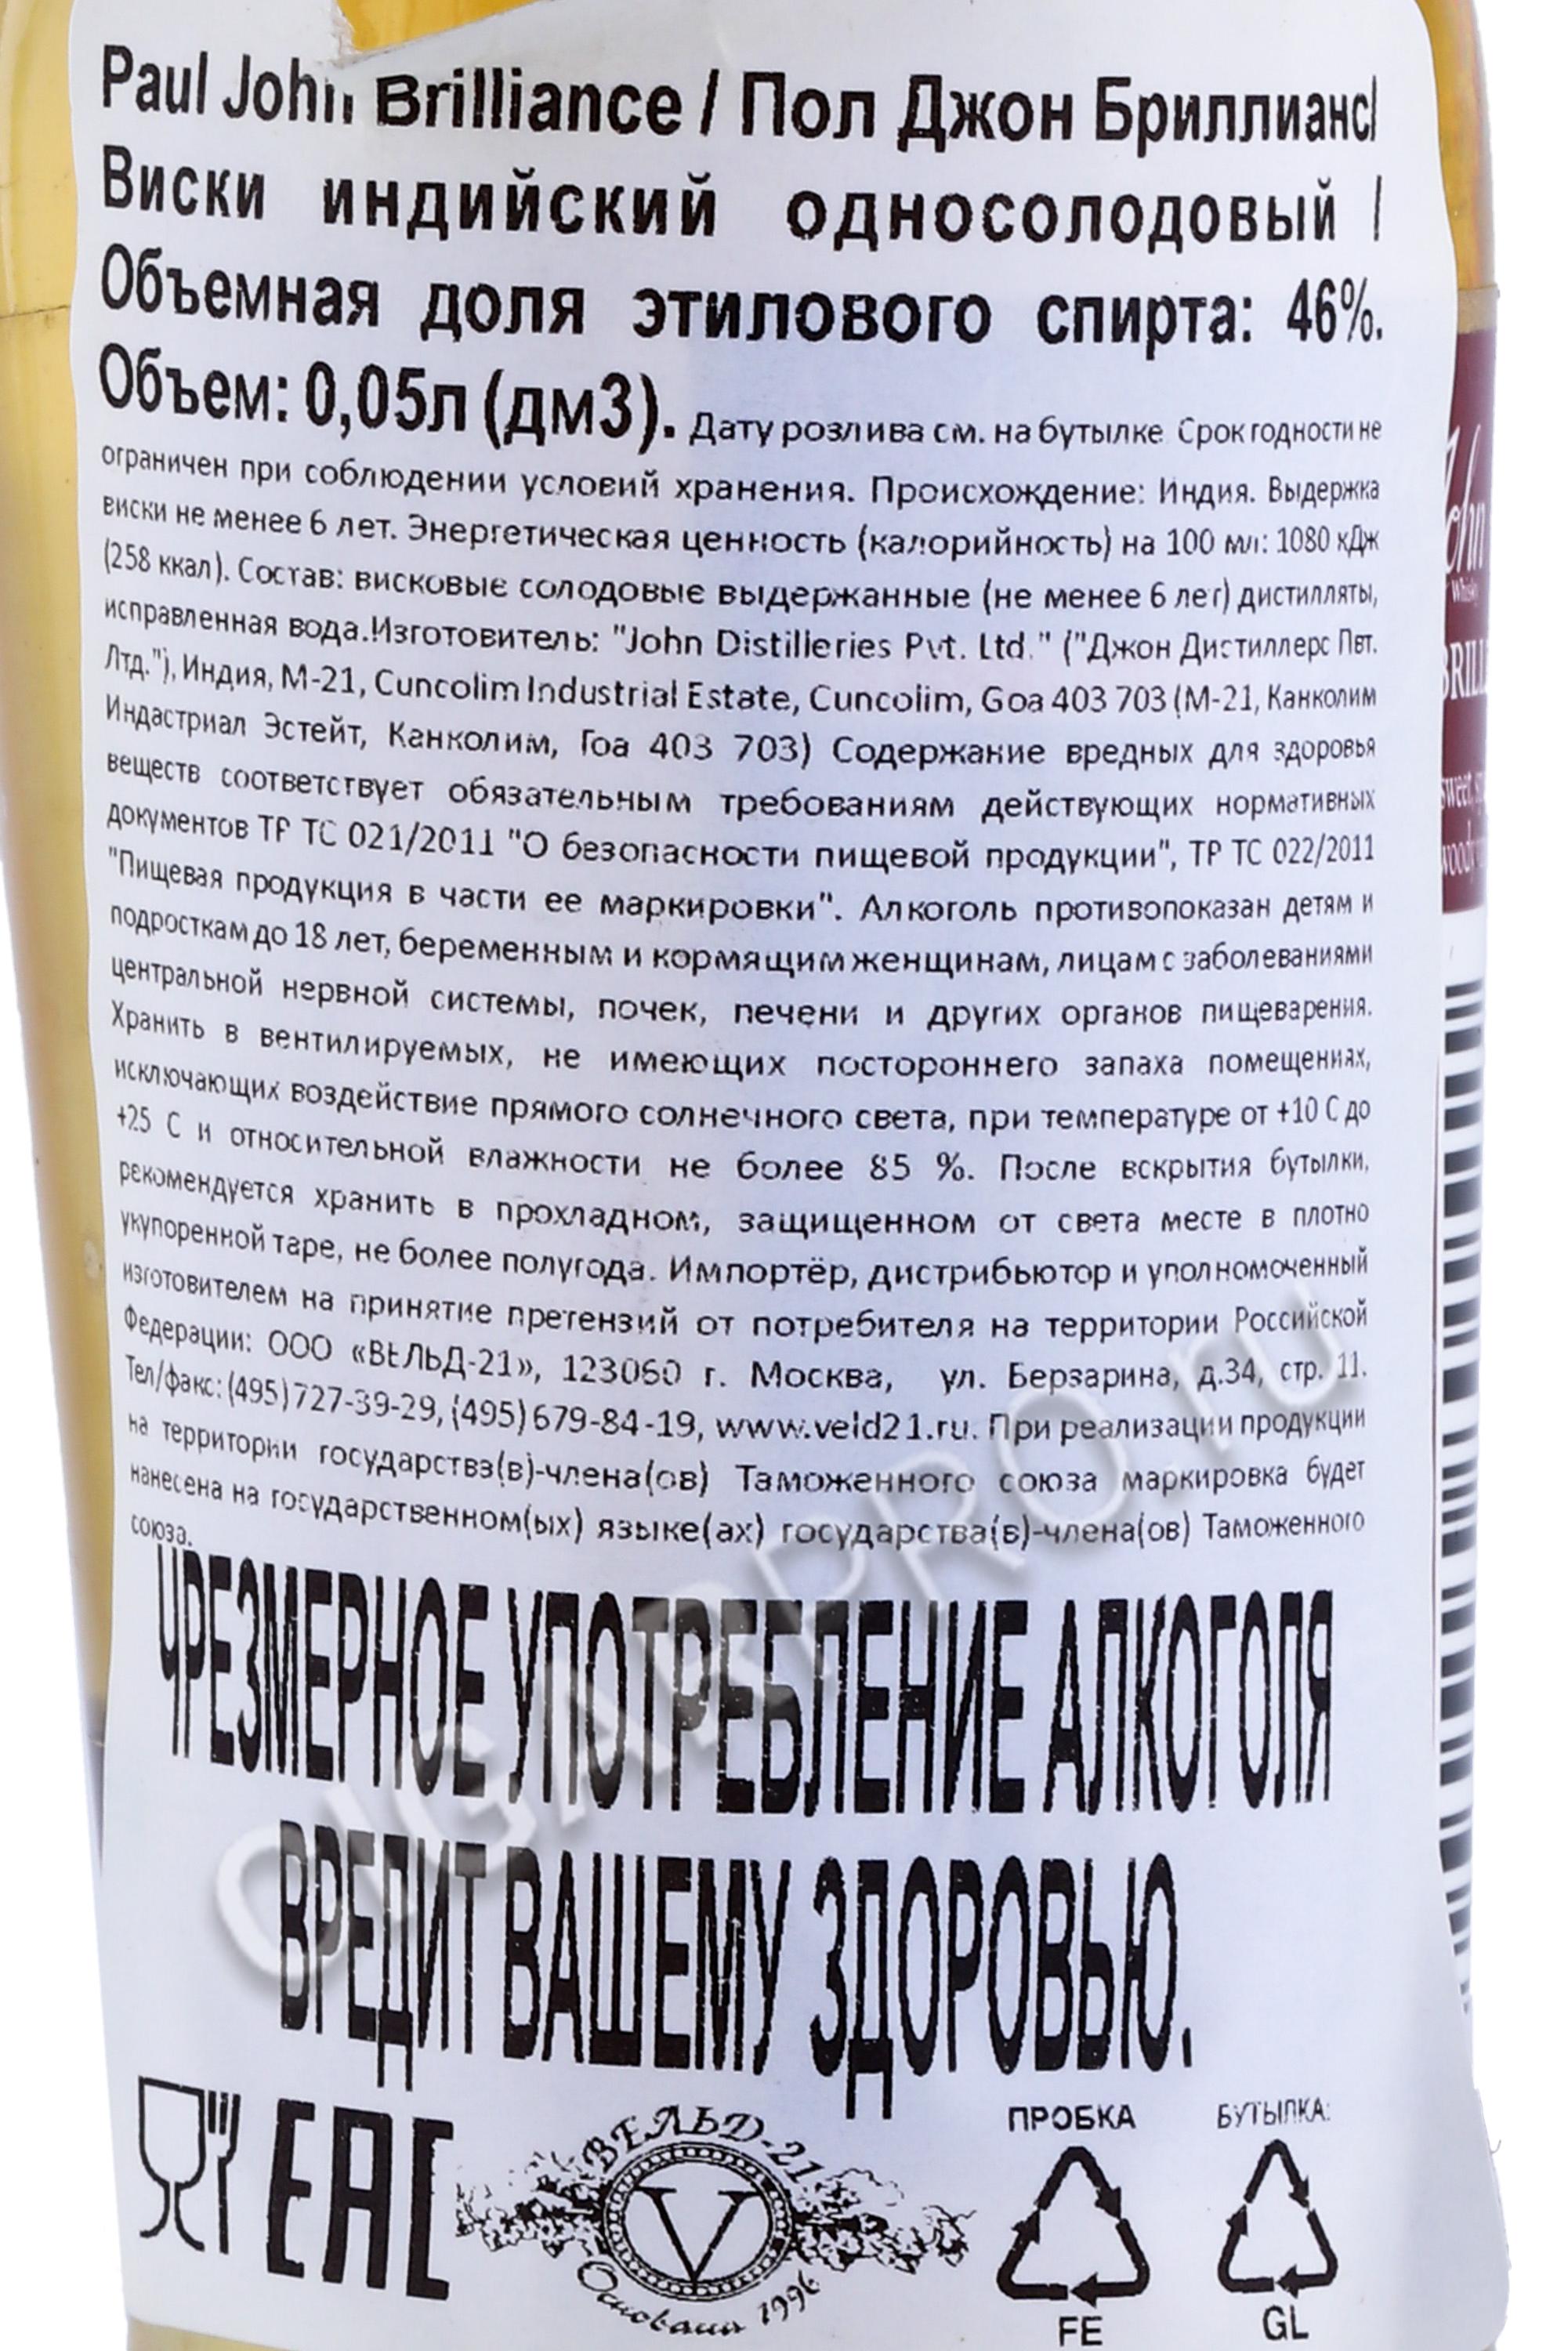 Paul John Brilliance / Пол Джон Бриллианс/
Виски индийский односолодовый /
Объемная доля этилового спирта: 46%.
Объем: 0,05л (дм3). Дату розлива см. на бутылке. Срок годности не
ограничен при соблюдении условий хранения. Происхождение: Индия. Выдержка
виски не менее 6 лет. Энергетическая ценность (калорийность) на 100 мл: 1080 кДж
(258 ккал). Состав: висковые солодовые выдержанные (не менее 6 лет) дистилляты,
исправленная вода.Изготовитель: "John Distilleries Pvt. Ltd." ("Джон Дистиллерс Пвт.
Лтд."), Индия, M-21, Cuncolim Industrial Estate, Cuncolim, Goa 403 703 (М-21, Канколим
Индастриал Эстейт, Канколим, Гоа 403 703) Содержание вредных для здоровья
веществ соответствует обязательным требованиям действующих нормативных
документов ТР ТС 021/2011 "О безопасности пищевой продукции", ТР ТС 022/2011
"Пищевая продукция в части ее маркировки". Алкоголь противопоказан детям и
подросткам до 18 лет, беременным и кормящим женщинам, лицам с заболеваниями
центральной нервной системы, почек, печени и других органов пищеварения.
Хранить в вентилируемых, не имеющих постороннего запаха помещениях,
исключающих воздействие прямого солнечного света, при температуре от +10 С до
+25 С и относительной влажности не более 85 %. После вскрытия бутылки,
рекомендуется хранить в прохладном, защищенном от света месте в плотно
укупоренной таре, не более полугода. Импортёр, дистрибьютор и уполномоченный
изготовителем на принятие претензий от потребителя на территории Российской
Федерации: ООО «ВЕЛЬД-21», 123060 г. Москва, ул. Берзарина, д.34, стр. 11.
Тел/факс: (495) 727-39-29, (495) 679-84-19, www.veld21.ru. При реализации продукции
на территории государства(в)-члена(ов) Таможенного союза маркировка будет
нанесена на государственном(ых) языке(ах) государства(в)-члена(ов) Таможенного
союза.
ЧРЕЗМЕРНОЕ УПОТРЕБЛЕНИЕ АЛКОГОЛЯ
ВРЕДИТ ВАШЕМУ ЗДОРОВЬЮ.
EAC
ВЕЛЬД-21
V
Основана 1996
ПРОБКА
FE
БУТЫЛКА:
GL
John
Whisky
sweet,
CIGARPRO.ru